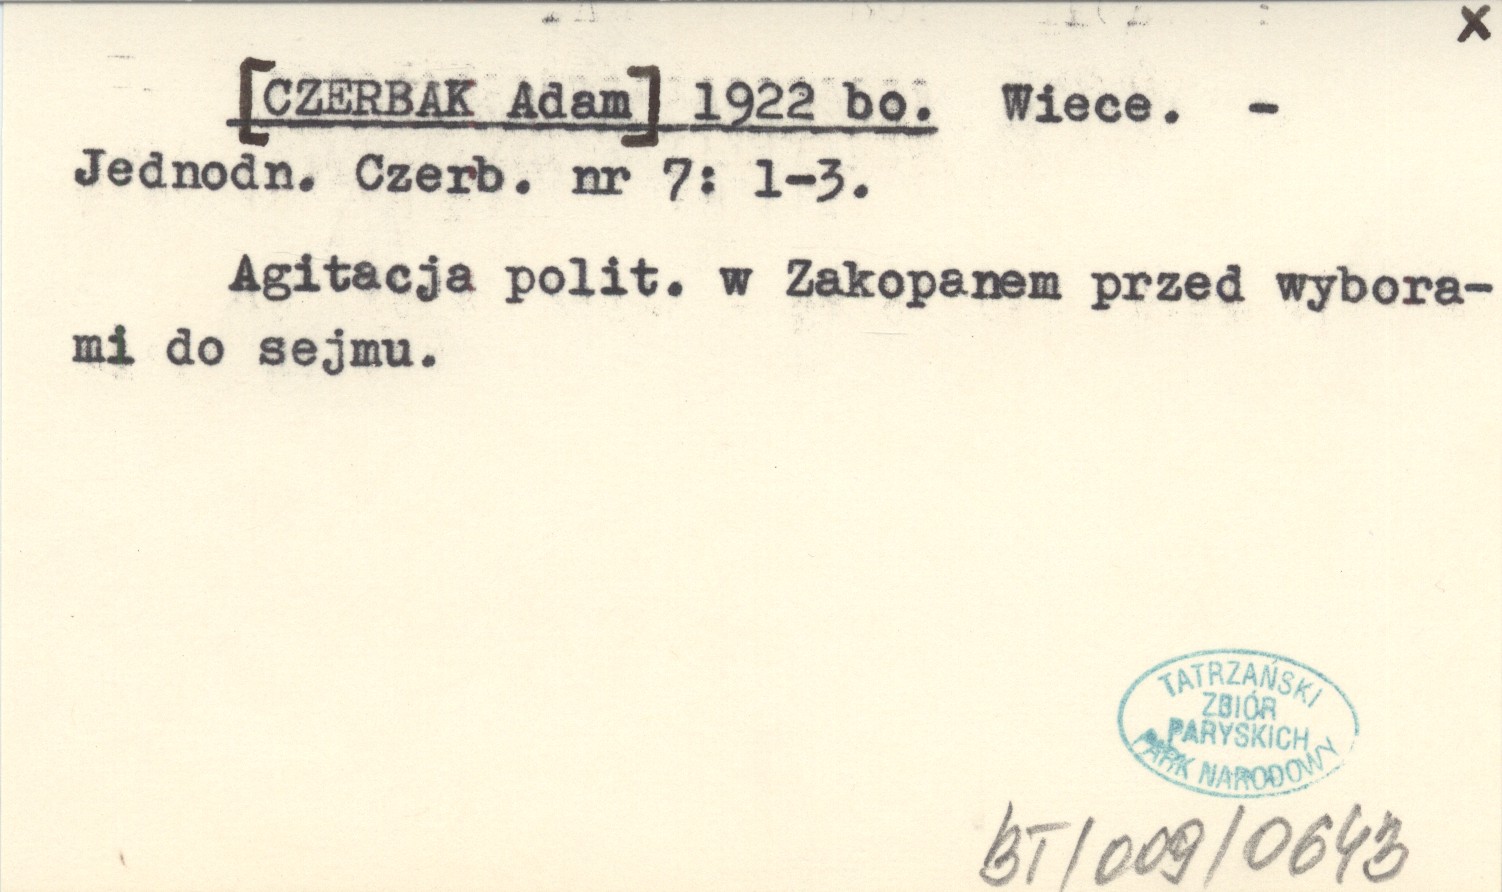 x
[CZERBAK Adam] 1922 bo. Wiece. -
Jednodn. Czerb. nr 7: 1-3.
Agitacja polit. w Zakopanem przed wybora-
mi do sejmu.
TATRZAŃSKI
ZBIÓR
PARYSKICH
PARK NARODOWY
BT/009/0643